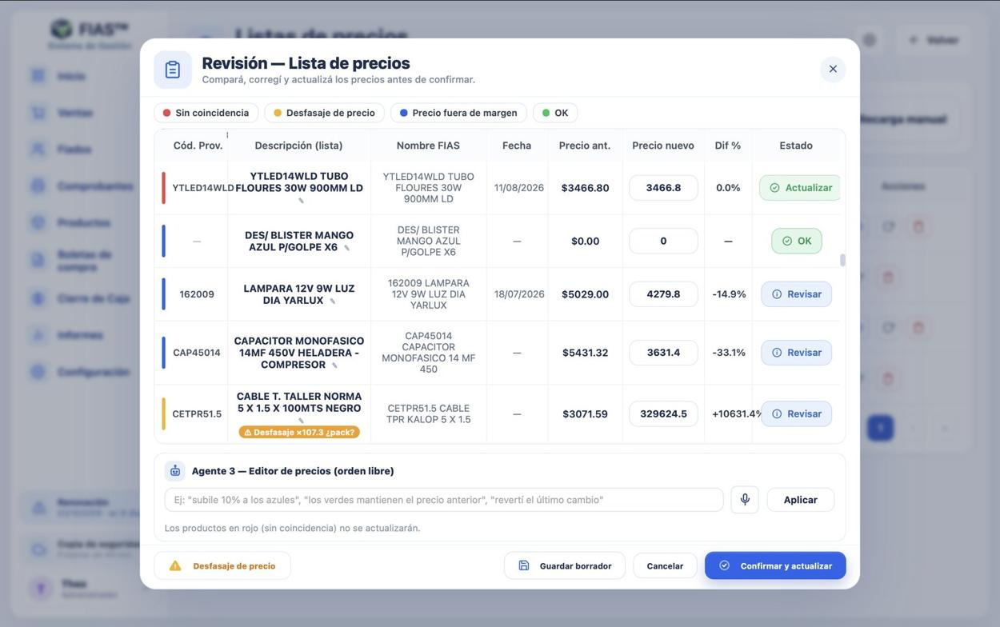 FIAS™
Sistema de Gestión
Listas de precios
Volver
Inicio
Ventas
Fiados
Comprobantes
Productos
Boletas de
compra
Cierre de Caja
Informes
Configuración
Renovación
Copia de seguridad
Theo
Administrador
Recarga manual
Acciones
1
Revisión — Lista de precios
Compará, corregí y actualizá los precios antes de confirmar.
Sin coincidencia
Desfasaje de precio
Precio fuera de margen
OK
Cód. Prov. Descripción (lista) Nombre FIAS Fecha Precio ant. Precio nuevo Dif % Estado
YTLED14WLD
YTLED14WLD TUBO
FLOURES 30W 900MM LD
YTLED14WLD TUBO
FLOURES 30W
900MM LD
11/08/2026 $3466.80 3466.8 0.0% Actualizar
—
DES/ BLISTER MANGO
AZUL P/GOLPE X6
DES/ BLISTER
MANGO AZUL
P/GOLPE X6
— $0.00 0 — OK
162009
LAMPARA 12V 9W LUZ
DIA YARLUX
162009 LAMPARA
12V 9W LUZ DIA
YARLUX
18/07/2026 $5029.00 4279.8 -14.9% Revisar
CAP45014
CAPACITOR MONOFASICO
14MF 450V HELADERA -
COMPRESOR
CAP45014
CAPACITOR
MONOFASICO 14 MF
450
— $5431.32 3631.4 -33.1% Revisar
CETPR51.5
CABLE T. TALLER NORMA
5 X 1.5 X 100MTS NEGRO
⚠ Desfasaje ×107.3 ¿pack?
CETPR51.5 CABLE
TPR KALOP 5 X 1.5
— $3071.59 329624.5 +10631.4% Revisar
Agente 3 — Editor de precios (orden libre)
Ej: "subile 10% a los azules", "los verdes mantienen el precio anterior", "revertí el último cambio"
Aplicar
Los productos en rojo (sin coincidencia) no se actualizarán.
Desfasaje de precio
Guardar borrador
Cancelar
Confirmar y actualizar